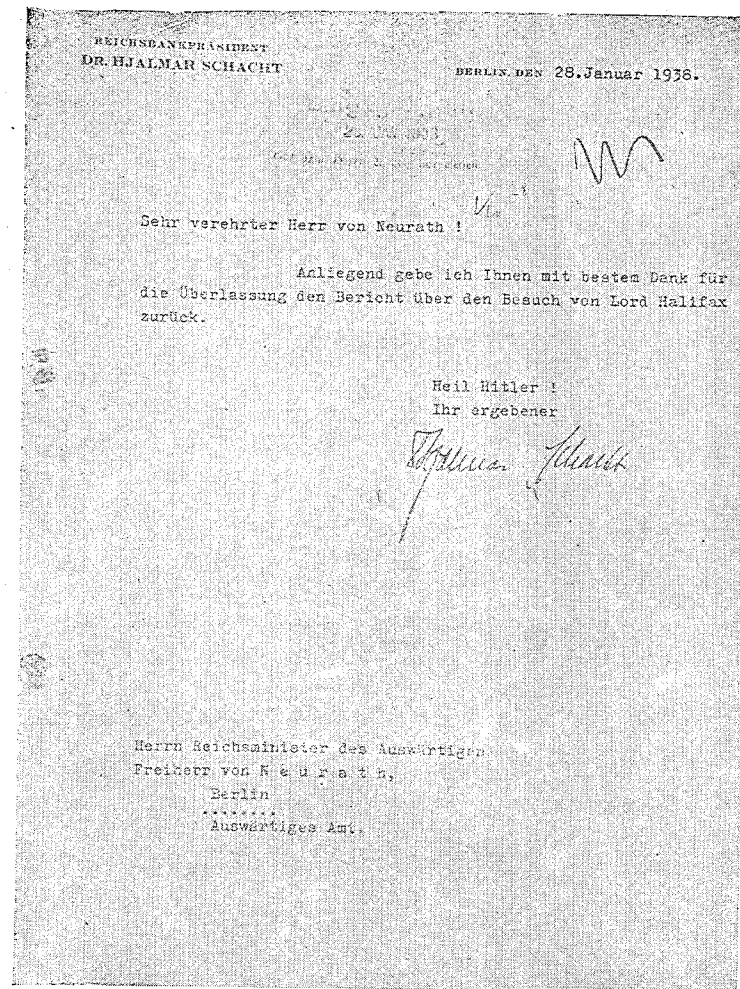 REICHSBANKPRÄSIDENT
DR. HJALMAR SCHACHT
BERLIN, DEN 28.Januar 1938.
Sehr verehrter Herr von Neurath !
Anliegend gebe ich Ihnen mit bestem Dank für
die Überlassung den Bericht über den Besuch von Lord Halifax
zurück.
Heil Hitler !
Ihr ergebener
Hjalmar Schacht
Herrn Reichsminister des Auswärtigen
Freiherr von N e u r a t h,
Berlin
Auswärtiges Amt.